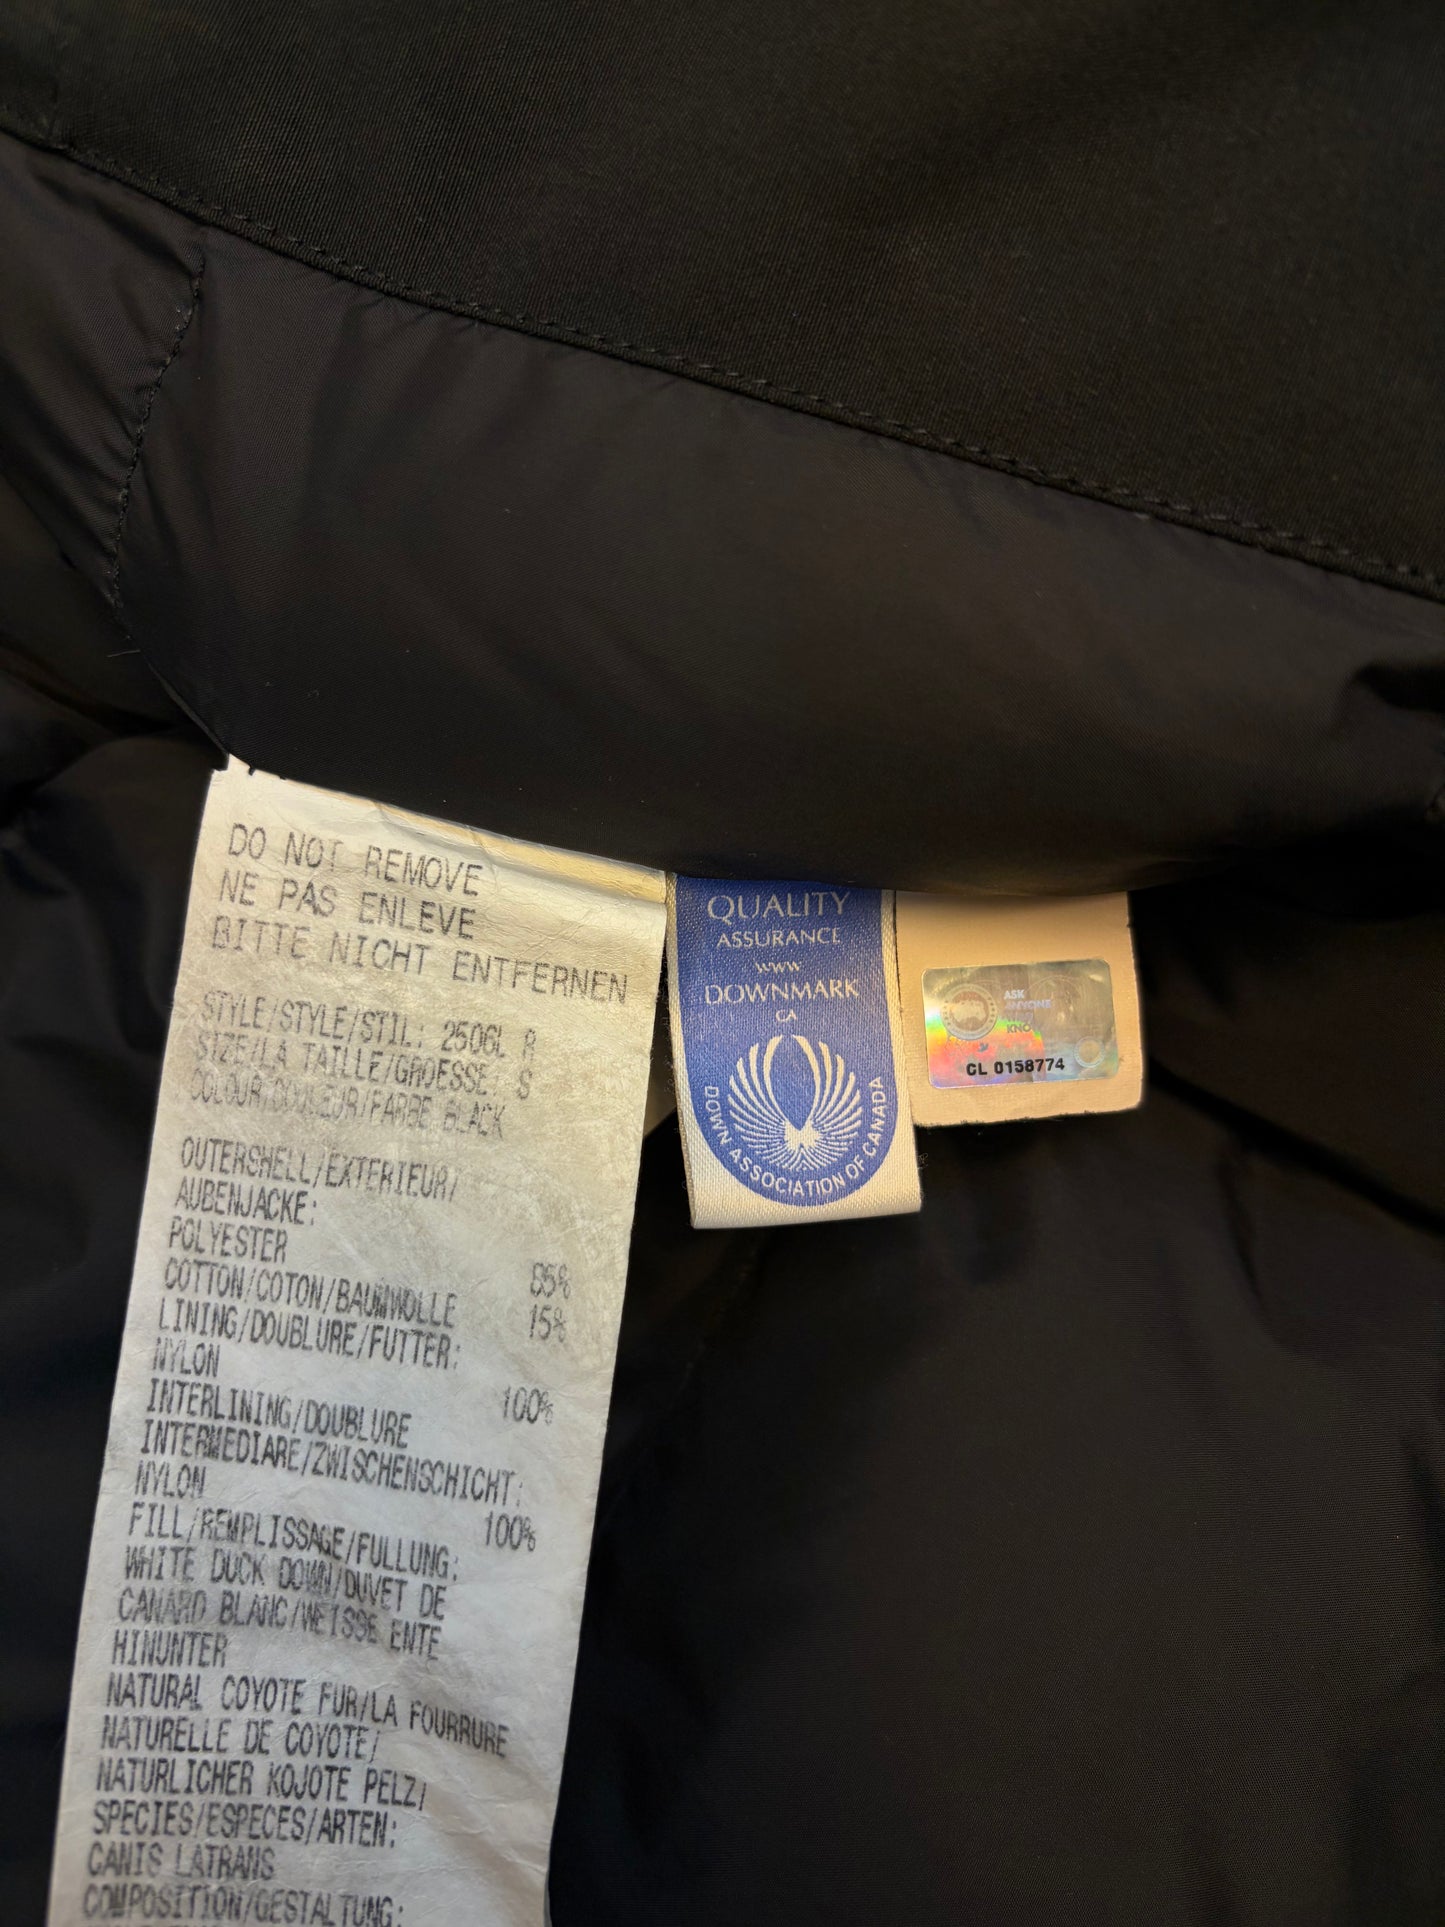 DO NOT REMOVE
NE PAS ENLEVE
BITTE NICHT ENTFERNEN
STYLE/STYLE/STIL: 2506L R
SIZE/LA TAILLE/GROESSE: S
COLOUR/COULEUR/FARBE BLACK
OUTERSHELL/EXTERIEUR/
AUBENJACKE:
POLYESTER 85%
COTTON/COTON/BAUMWOLLE 15%
LINING/DOUBLURE/FUTTER:
NYLON 100%
INTERLINING/DOUBLURE
INTERMEDIARE/ZWISCHENSCHICHT:
NYLON 100%
FILL/REMPLISSAGE/FULLUNG:
WHITE DUCK DOWN/DUVET DE
CANARD BLANC/WEISSE ENTE
HINUNTER
NATURAL COYOTE FUR/LA FOURRURE
NATURELLE DE COYOTE/
NATURLICHER KOJOTE PELZ/
SPECIES/ESPECES/ARTEN:
CANIS LATRANS
COMPOSITION/GESTALTUNG:
QUALITY
ASSURANCE
www
DOWNMARK
CA
DOWN ASSOCIATION OF CANADA
ASK
ANYONE
WHO
KNO
CL 0158774